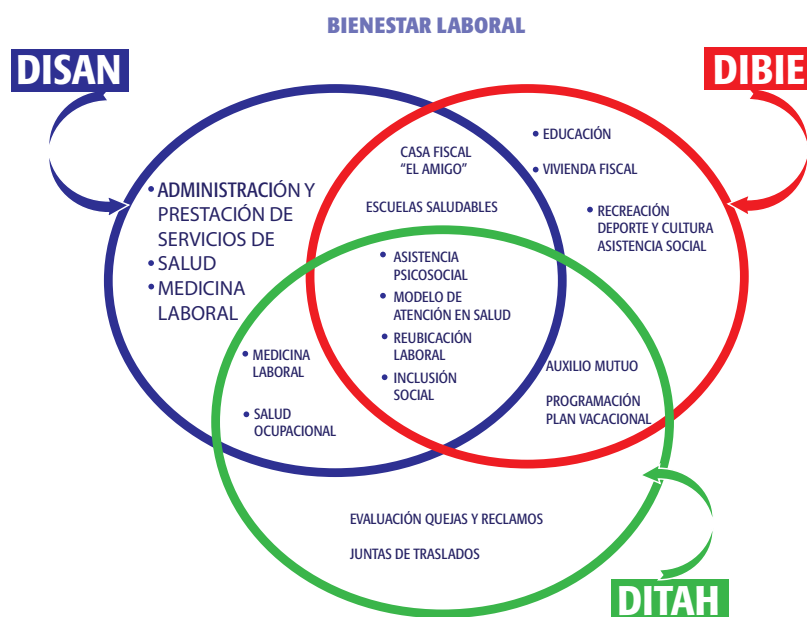 BIENESTAR LABORAL
DISAN
DIBIE
• ADMINISTRACIÓN Y
PRESTACIÓN DE
SERVICIOS DE
• SALUD
• MEDICINA
LABORAL
CASA FISCAL
“EL AMIGO”
ESCUELAS SALUDABLES
• EDUCACIÓN
• VIVIENDA FISCAL
• RECREACIÓN
DEPORTE Y CULTURA
ASISTENCIA SOCIAL
• ASISTENCIA
PSICOSOCIAL
• MODELO DE
ATENCIÓN EN SALUD
• REUBICACIÓN
LABORAL
• INCLUSIÓN
SOCIAL
• MEDICINA
LABORAL
• SALUD
OCUPACIONAL
AUXILIO MUTUO
PROGRAMACIÓN
PLAN VACACIONAL
EVALUACIÓN QUEJAS Y RECLAMOS
JUNTAS DE TRASLADOS
DITAH